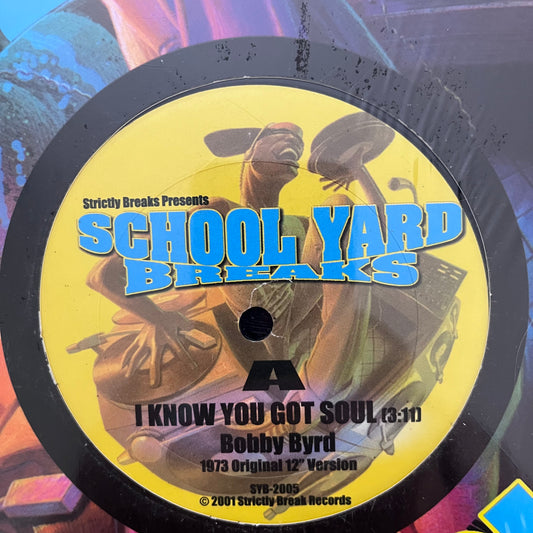 Strictly Breaks Presents
SCHOOL YARD
BREAKS
A
I KNOW YOU GOT SOUL (3:11)
Bobby Byrd
1973 Original 12" Version
SYB-2005
© 2001 Strictly Break Records